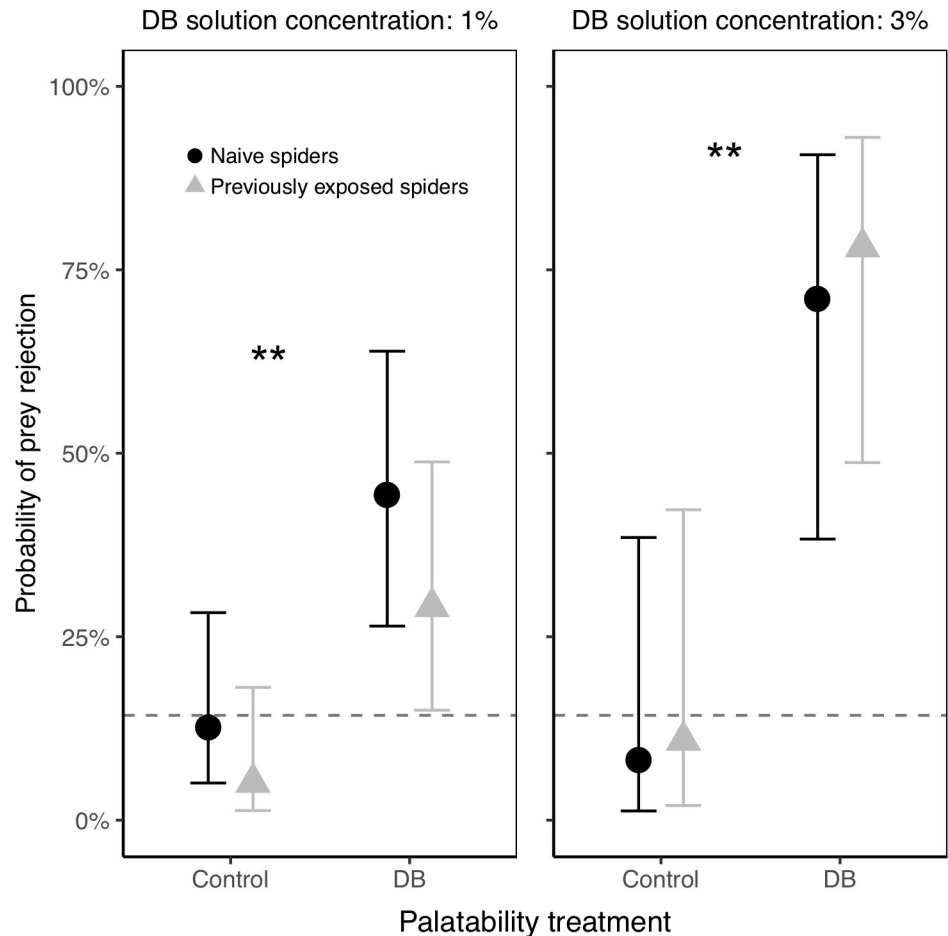 DB solution concentration: 1%
DB solution concentration: 3%
100%
75%
50%
25%
0%
Probability of prey rejection
Naive spiders
Previously exposed spiders
**
**
Control
DB
Control
DB
Palatability treatment